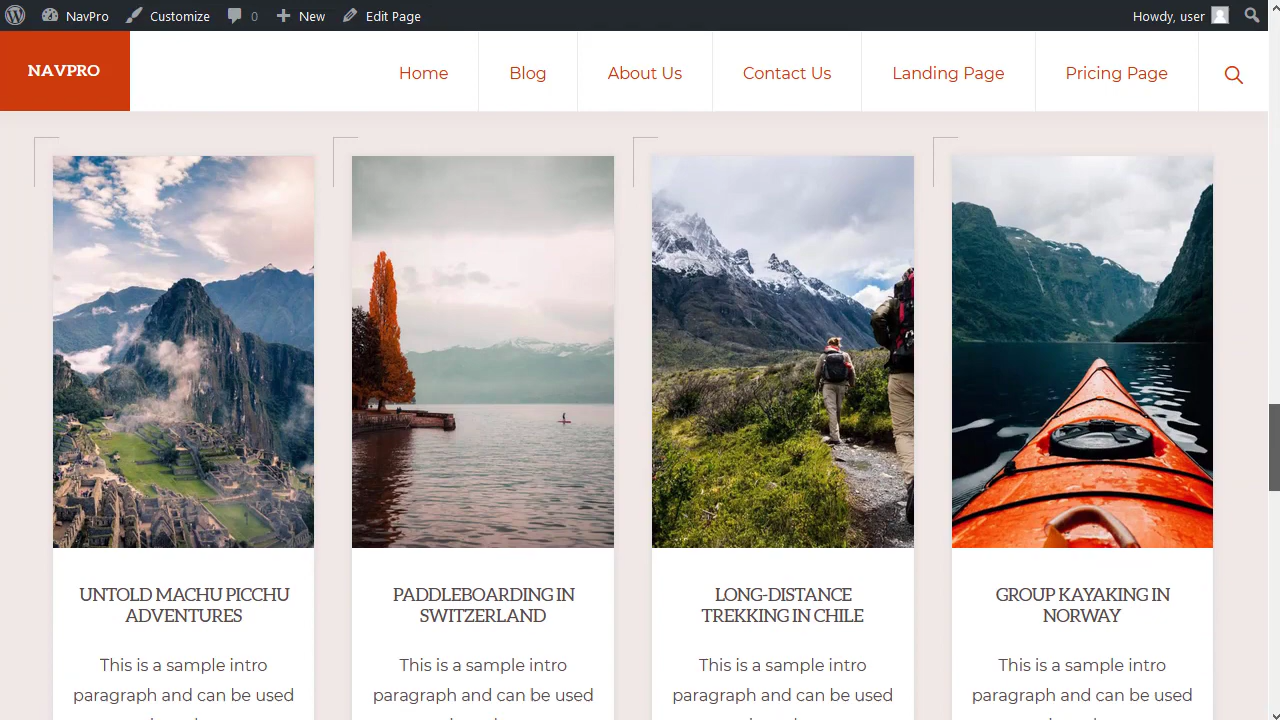 NavPro Customize 0 New Edit Page Howdy, user
NAVPRO Home Blog About Us Contact Us Landing Page Pricing Page
UNTOLD MACHU PICCHU
ADVENTURES
This is a sample intro
paragraph and can be used
PADDLEBOARDING IN
SWITZERLAND
This is a sample intro
paragraph and can be used
LONG-DISTANCE
TREKKING IN CHILE
This is a sample intro
paragraph and can be used
GROUP KAYAKING IN
NORWAY
This is a sample intro
paragraph and can be used